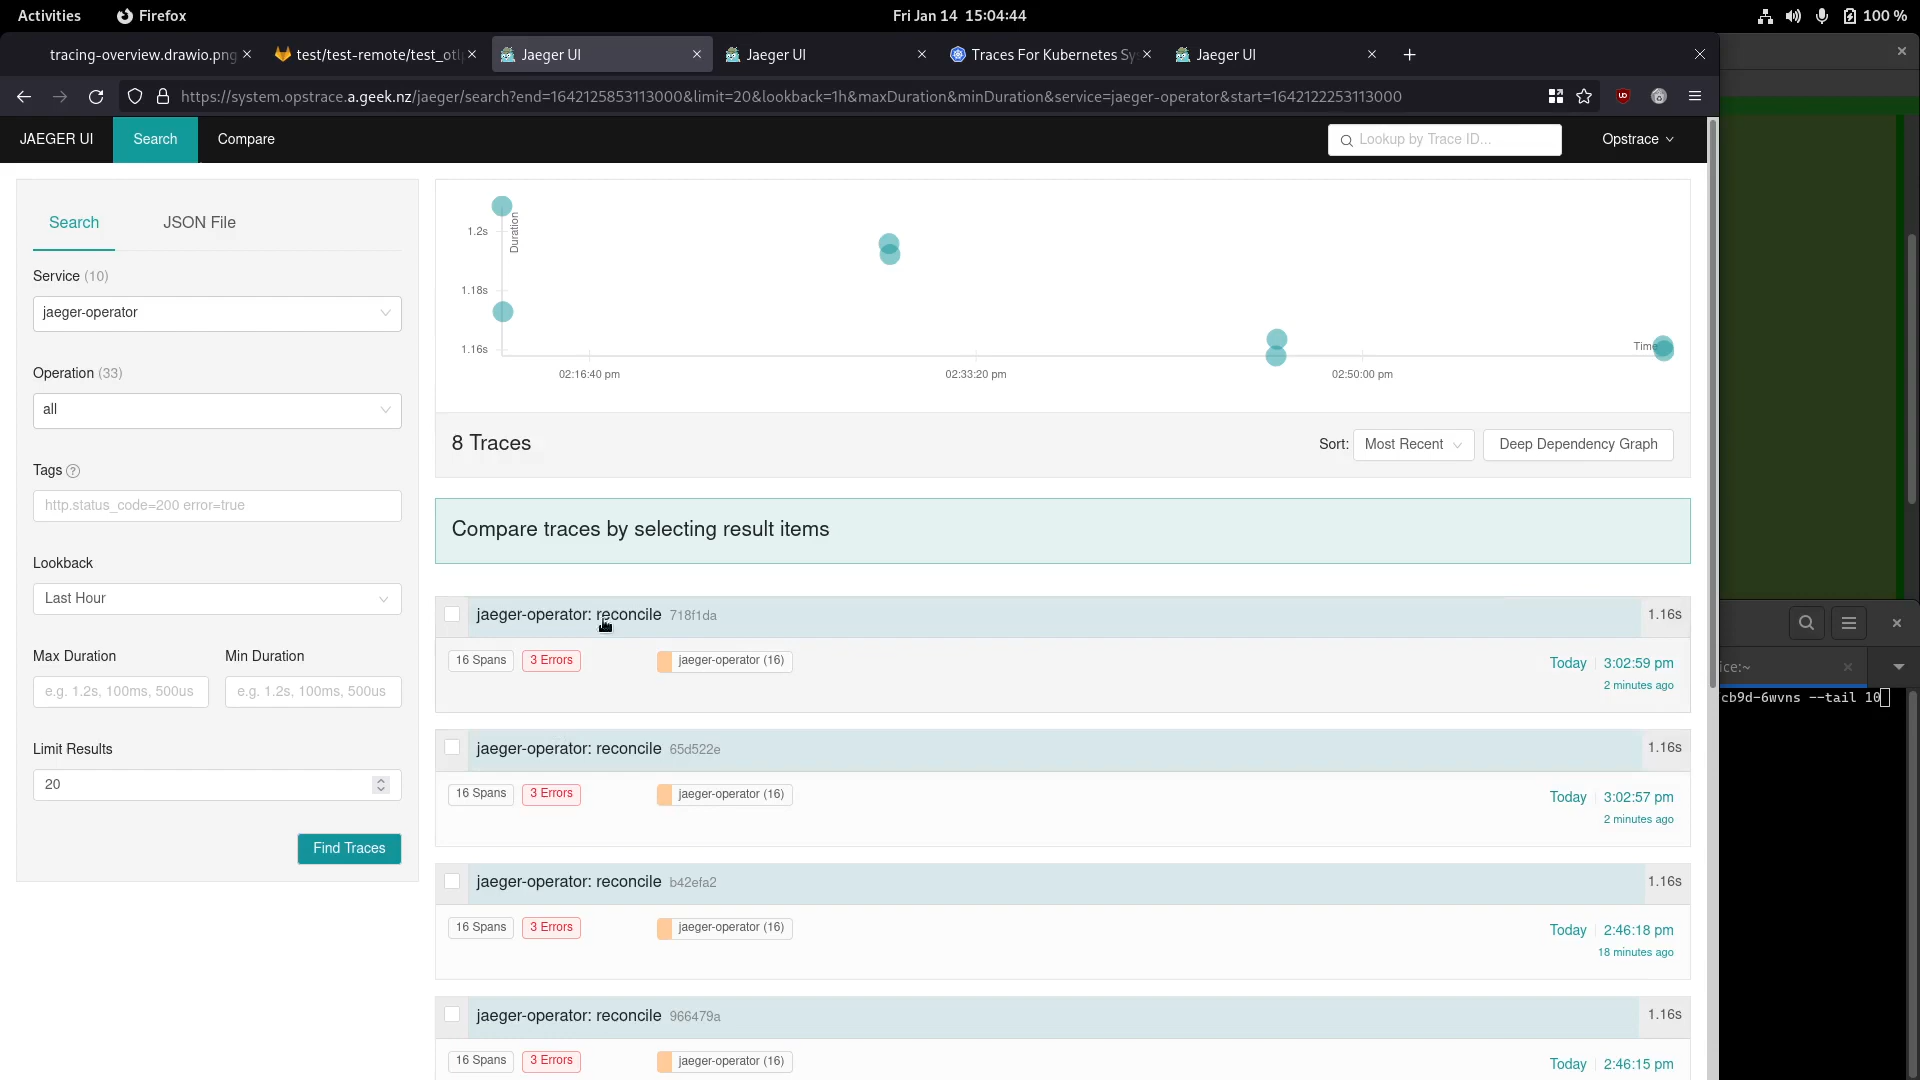 Activities
Firefox
Fri Jan 14 15:04:44
100 %
tracing-overview.drawio.png
test/test-remote/test_otl
Jaeger UI
Jaeger UI
Traces For Kubernetes Sy
Jaeger UI
https://system.opstrace.a.geek.nz/jaeger/search?end=1642125853113000&limit=20&lookback=1h&maxDuration&minDuration&service=jaeger-operator&start=1642122253113000
JAEGER UI
Search
Compare
Lookup by Trace ID...
Opstrace
Search
JSON File
Service (10)
jaeger-operator
Operation (33)
all
Tags
http.status_code=200 error=true
Lookback
Last Hour
Max Duration
Min Duration
e.g. 1.2s, 100ms, 500us
e.g. 1.2s, 100ms, 500us
Limit Results
20
Find Traces
Duration
1.2s
1.18s
1.16s
Time
02:16:40 pm
02:33:20 pm
02:50:00 pm
8 Traces
Sort:
Most Recent
Deep Dependency Graph
Compare traces by selecting result items
jaeger-operator: reconcile 718f1da
1.16s
16 Spans
3 Errors
jaeger-operator (16)
Today
3:02:59 pm
2 minutes ago
jaeger-operator: reconcile 65d522e
1.16s
16 Spans
3 Errors
jaeger-operator (16)
Today
3:02:57 pm
2 minutes ago
jaeger-operator: reconcile b42efa2
1.16s
16 Spans
3 Errors
jaeger-operator (16)
Today
2:46:18 pm
18 minutes ago
jaeger-operator: reconcile 966479a
1.16s
16 Spans
3 Errors
jaeger-operator (16)
Today
2:46:15 pm
ice:~
cb9d-6wvns --tail 10